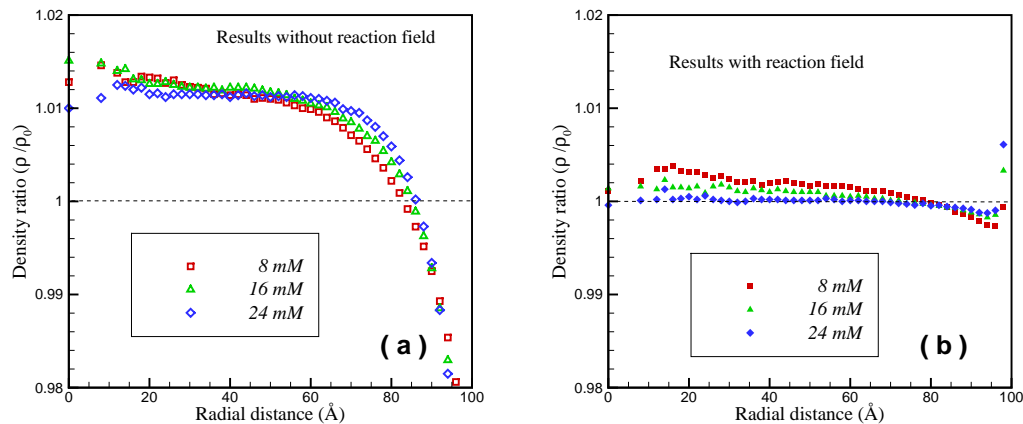 1.02
Results without reaction field
1.01
Density ratio (ρ/ρ0)
1
8 mM
16 mM
24 mM
0.99
( a )
0.98
0 20 40 60 80 100
Radial distance (Å)
1.02
Results with reaction field
1.01
Density ratio (ρ/ρ0)
1
8 mM
16 mM
24 mM
0.99
( b )
0.98
0 20 40 60 80 100
Radial distance (Å)